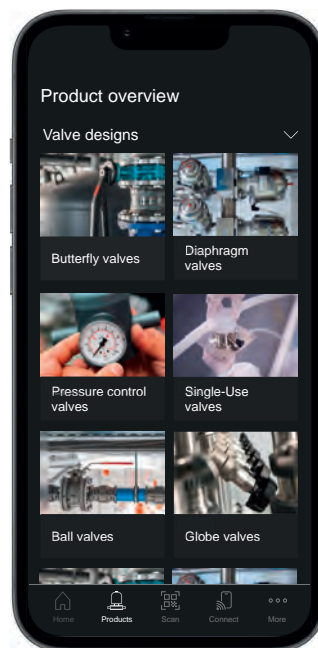 Product overview
Valve designs
Butterfly valves
Diaphragm
valves
Pressure control
valves
Single-Use
valves
Ball valves
Globe valves
Home
Products
Scan
Connect
More